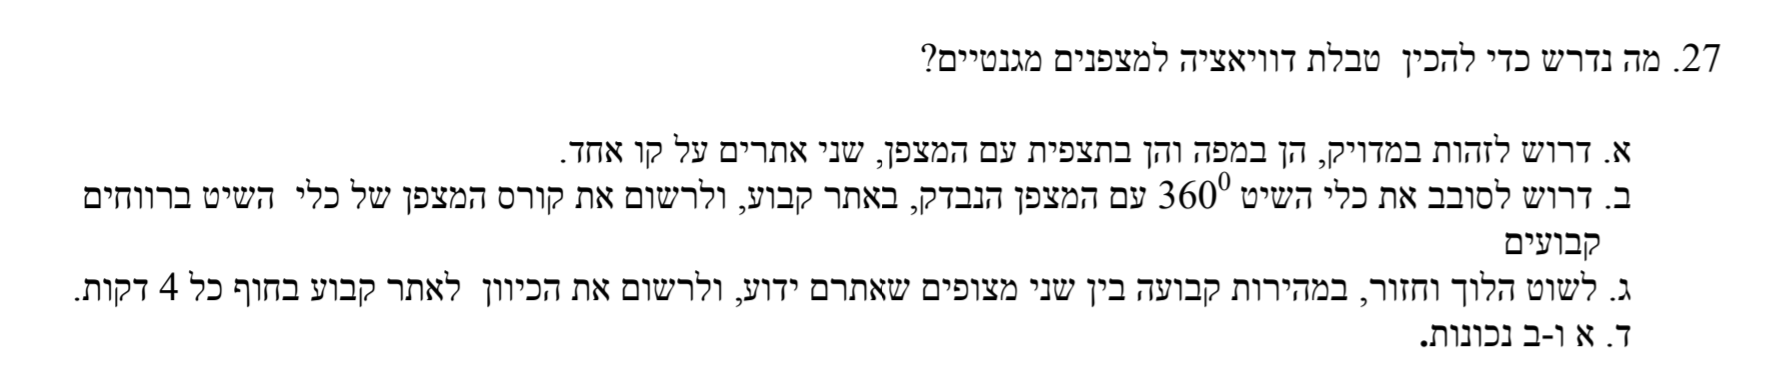 27. מה נדרש כדי להכין טבלת דוויאציה למצפנים מגנטיים?
א. דרוש לזהות במדויק, הן במפה והן בתצפית עם המצפן, שני אתרים על קו אחד.
ב. דרוש לסובב את כלי השיט 360⁰ עם המצפן הנבדק, באתר קבוע, ולרשום את קורס המצפן של כלי השיט ברווחים
קבועים
ג. לשוט הלוך וחזור, במהירות קבועה בין שני מצופים שאתרם ידוע, ולרשום את הכיוון לאתר קבוע בחוף כל 4 דקות.
ד. א ו-ב נכונות.